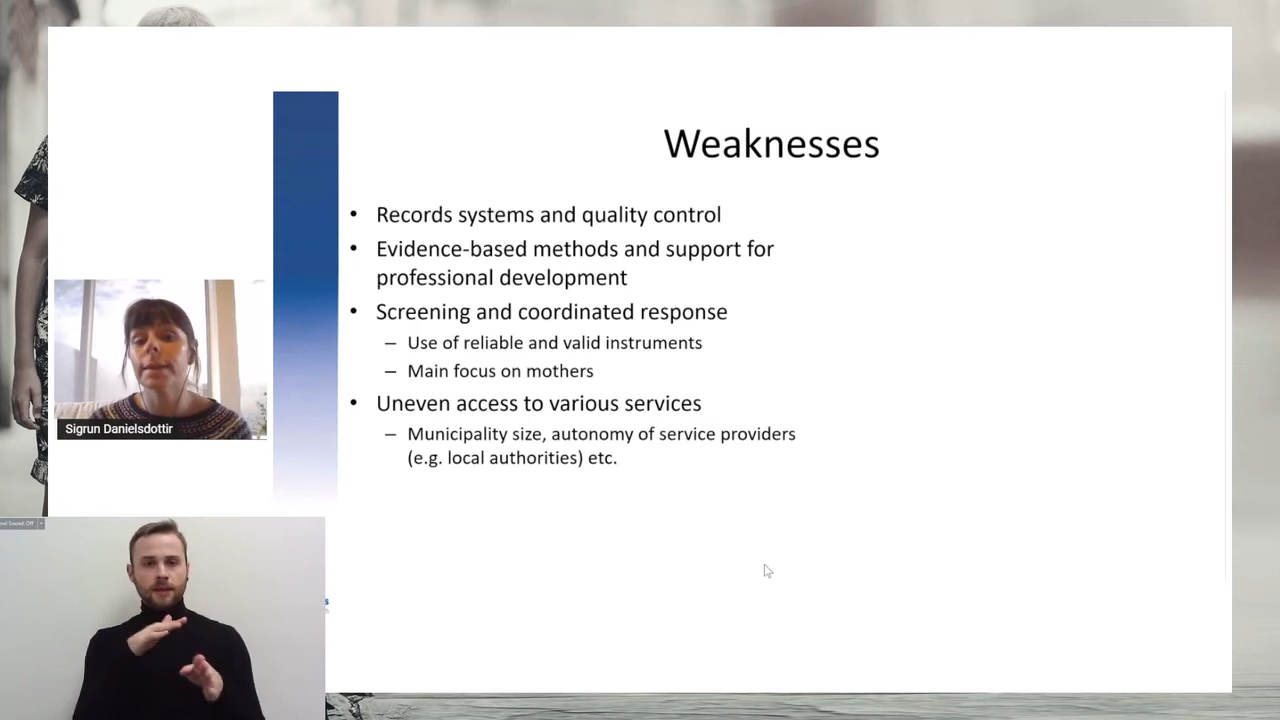 Weaknesses
• Records systems and quality control
• Evidence-based methods and support for
professional development
• Screening and coordinated response
– Use of reliable and valid instruments
– Main focus on mothers
• Uneven access to various services
– Municipality size, autonomy of service providers
(e.g. local authorities) etc.
Sigrun Danielsdottir